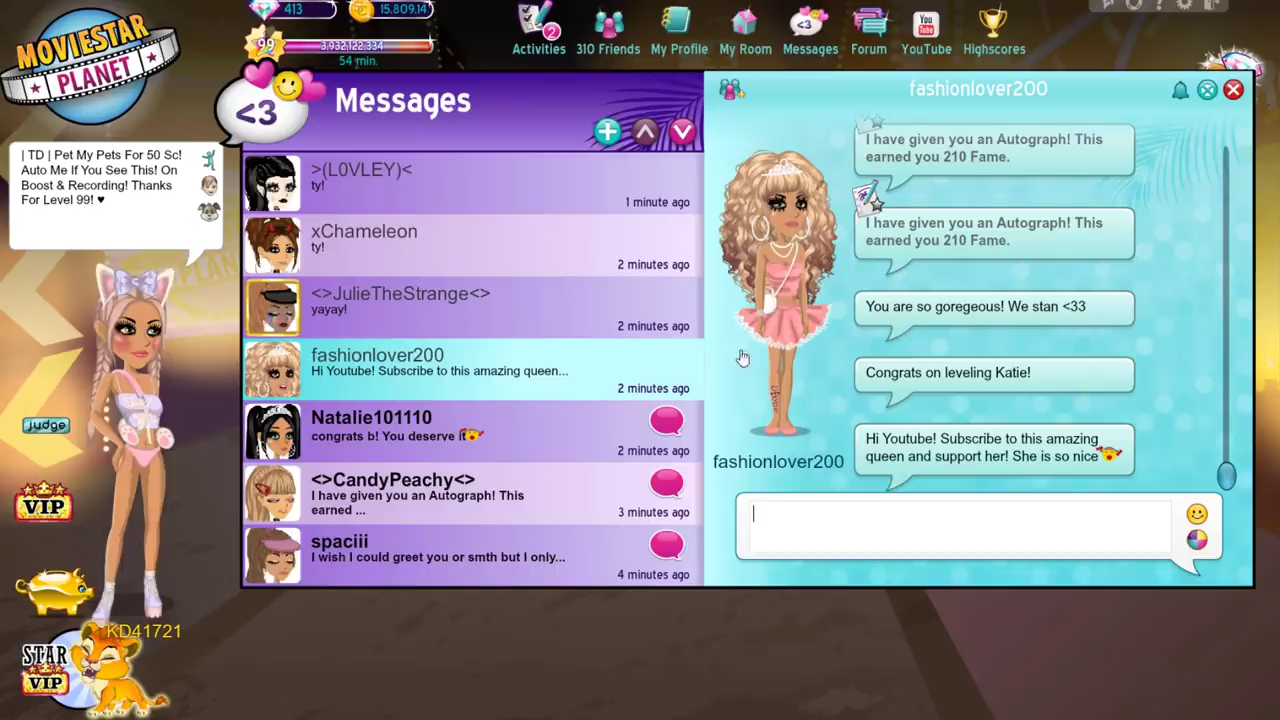 413
15.809.14
99
3,932,122,334
54 min.
MOVIESTAR
PLANET
2
Activities
310 Friends
My Profile
My Room
<3
Messages
Forum
You
Tube
YouTube
Highscores
| TD | Pet My Pets For 50 Sc!
Auto Me If You See This! On
Boost & Recording! Thanks
For Level 99! ♥
judge
VIP
STAR
VIP
KD41721
<3
Messages
>(L0VLEY)<
ty!
1 minute ago
xChameleon
ty!
2 minutes ago
<>JulieTheStrange<>
yayay!
2 minutes ago
fashionlover200
Hi Youtube! Subscribe to this amazing queen...
2 minutes ago
Natalie101110
congrats b! You deserve it
2 minutes ago
<>CandyPeachy<>
I have given you an Autograph! This
earned ...
3 minutes ago
spaciii
I wish I could greet you or smth but I only...
4 minutes ago
fashionlover200
I have given you an Autograph! This
earned you 210 Fame.
I have given you an Autograph! This
earned you 210 Fame.
You are so goregeous! We stan <33
Congrats on leveling Katie!
Hi Youtube! Subscribe to this amazing
queen and support her! She is so nice
fashionlover200